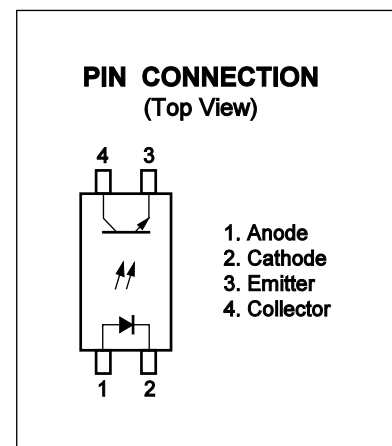 PIN CONNECTION
(Top View)
4 3
1. Anode
2. Cathode
3. Emitter
4. Collector
1 2